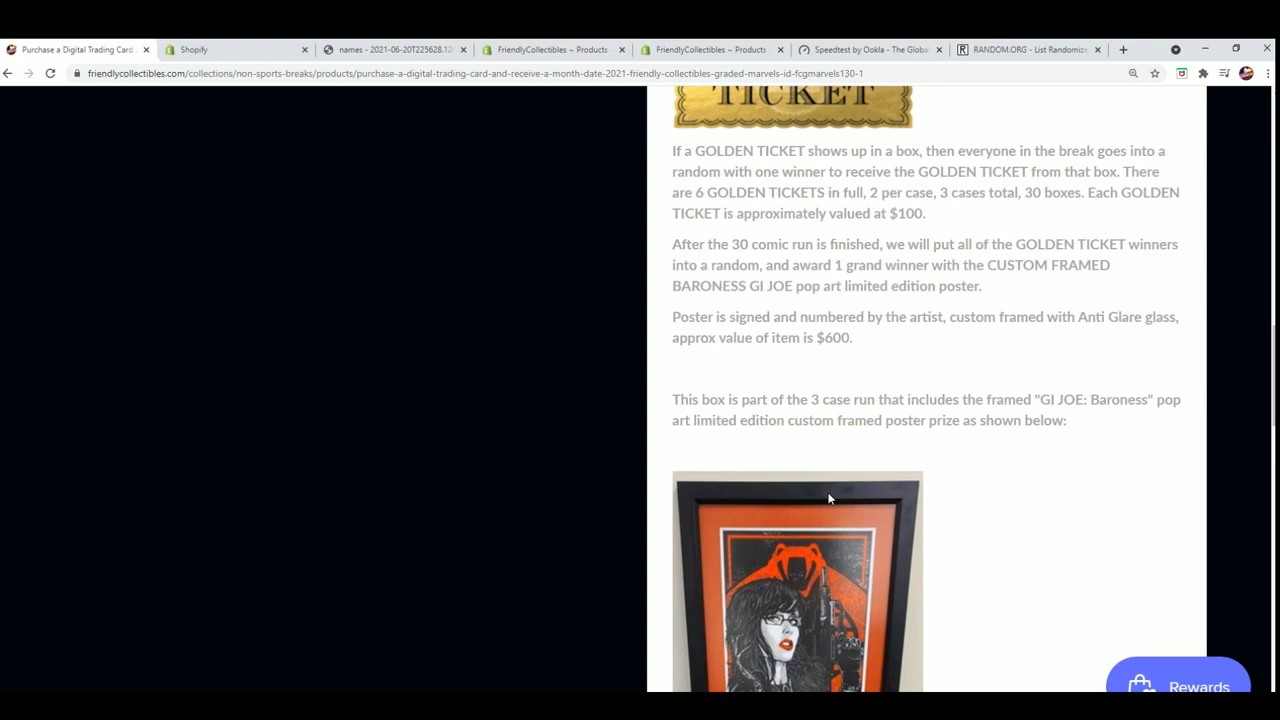 Purchase a Digital Trading Card
Shopify
names - 2021-06-20T225628.12
FriendlyCollectibles ~ Products
FriendlyCollectibles ~ Products
Speedtest by Ookla - The Global
RANDOM.ORG - List Randomize
friendlycollectibles.com/collections/non-sports-breaks/products/purchase-a-digital-trading-card-and-receive-a-month-date-2021-friendly-collectibles-graded-marvels-id-fcgmarvels130-1
TICKET
If a GOLDEN TICKET shows up in a box, then everyone in the break goes into a
random with one winner to receive the GOLDEN TICKET from that box. There
are 6 GOLDEN TICKETS in full, 2 per case, 3 cases total, 30 boxes. Each GOLDEN
TICKET is approximately valued at $100.
After the 30 comic run is finished, we will put all of the GOLDEN TICKET winners
into a random, and award 1 grand winner with the CUSTOM FRAMED
BARONESS GI JOE pop art limited edition poster.
Poster is signed and numbered by the artist, custom framed with Anti Glare glass,
approx value of item is $600.
This box is part of the 3 case run that includes the framed "GI JOE: Baroness" pop
art limited edition custom framed poster prize as shown below:
Rewards